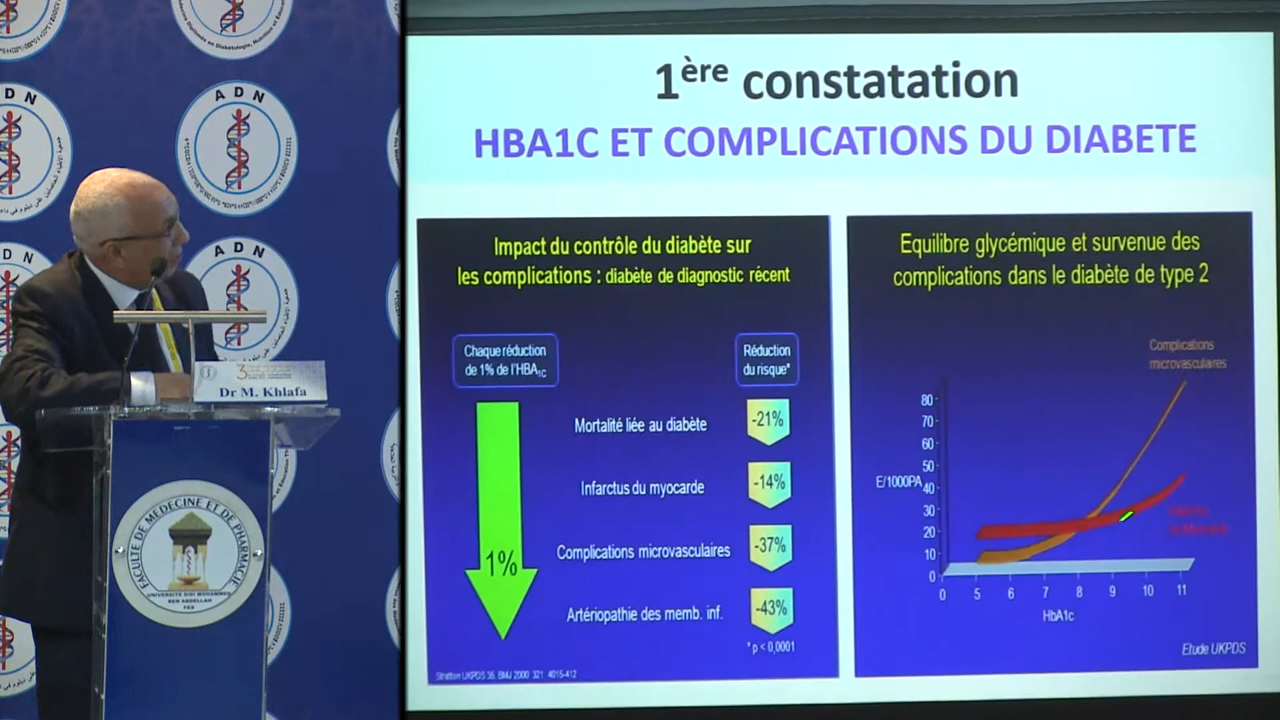 1ère constatation
HBA1C ET COMPLICATIONS DU DIABETE
Impact du contrôle du diabète sur
les complications : diabète de diagnostic récent
Chaque réduction
de 1% de l'HBA1C
Réduction
du risque*
Mortalité liée au diabète
-21%
Infarctus du myocarde
-14%
Complications microvasculaires
-37%
1%
Artériopathie des memb. inf.
-43%
* p < 0,0001
Stratton UKPDS 35, BMJ 2000 321 4015-412
Equilibre glycémique et survenue des
complications dans le diabète de type 2
Complications
microvasculaires
80
70
60
50
E/1000PA
40
30
20
10
0
0 5 6 7 8 9 10 11
HbA1c
Etude UKPDS
ADN
ADN
ADN
Dr M. Khlafa
FACULTE DE MEDECINE ET DE PHARMACIE
UNIVERSITE SIDI MOHAMMED
BEN ABDELLAH
FES